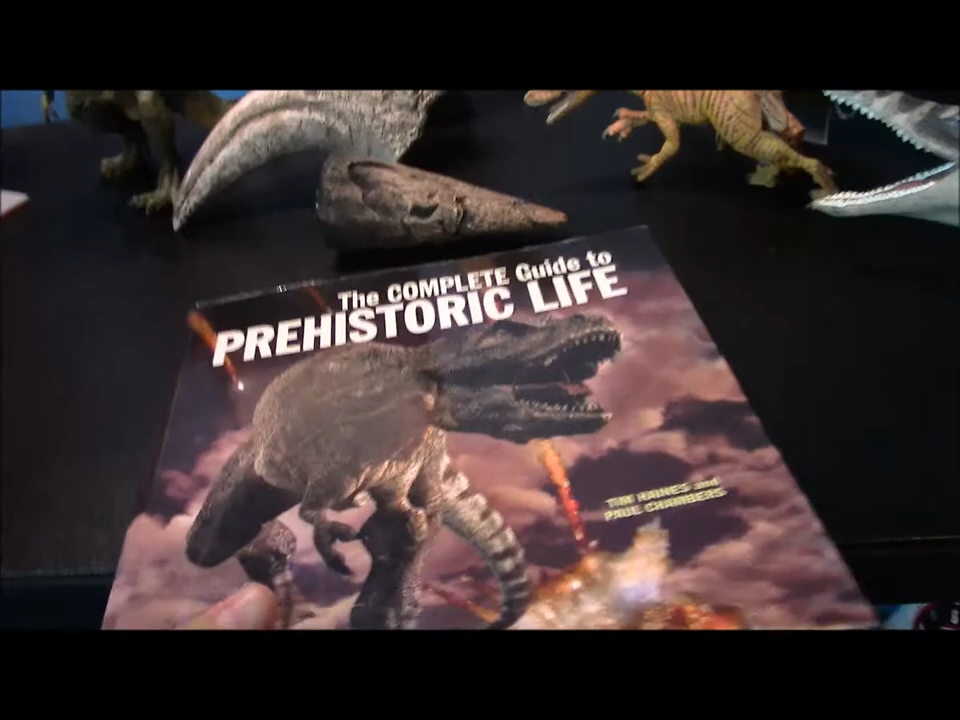 The COMPLETE Guide to
PREHISTORIC LIFE
TIM HAINES and
PAUL CHAMBERS